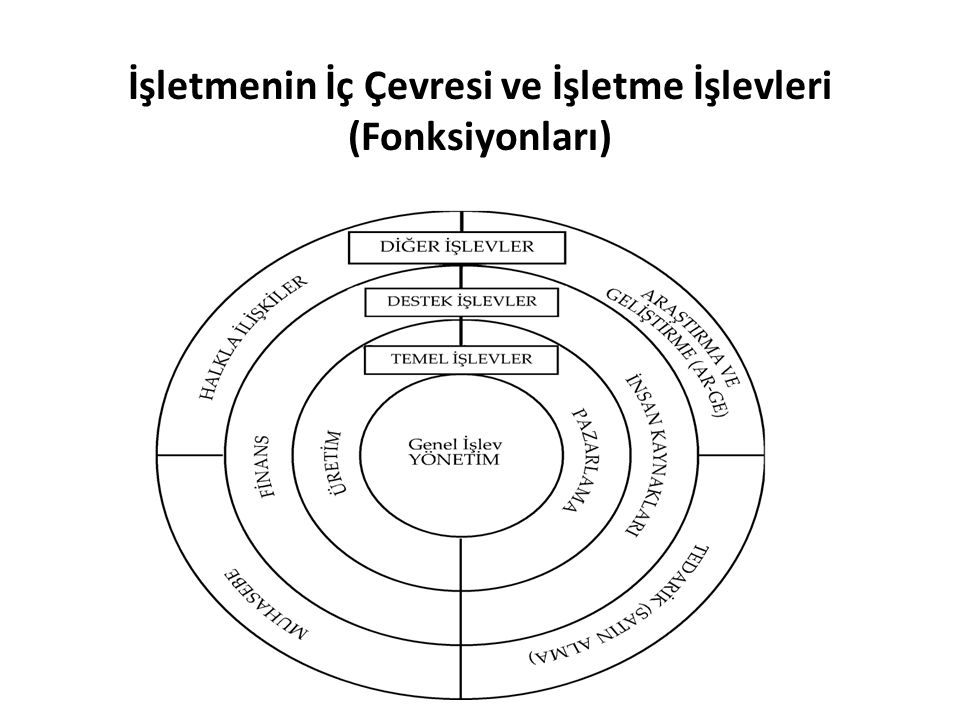 İşletmenin İç Çevresi ve İşletme İşlevleri
(Fonksiyonları)
DİĞER İŞLEVLER
DESTEK İŞLEVLER
TEMEL İŞLEVLER
Genel İşlev
YÖNETİM
ÜRETİM
PAZARLAMA
FİNANS
İNSAN KAYNAKLARI
HALKLA İLİŞKİLER
ARAŞTIRMA VE
GELİŞTİRME (AR-GE)
MUHASEBE
TEDARİK (SATIN ALMA)